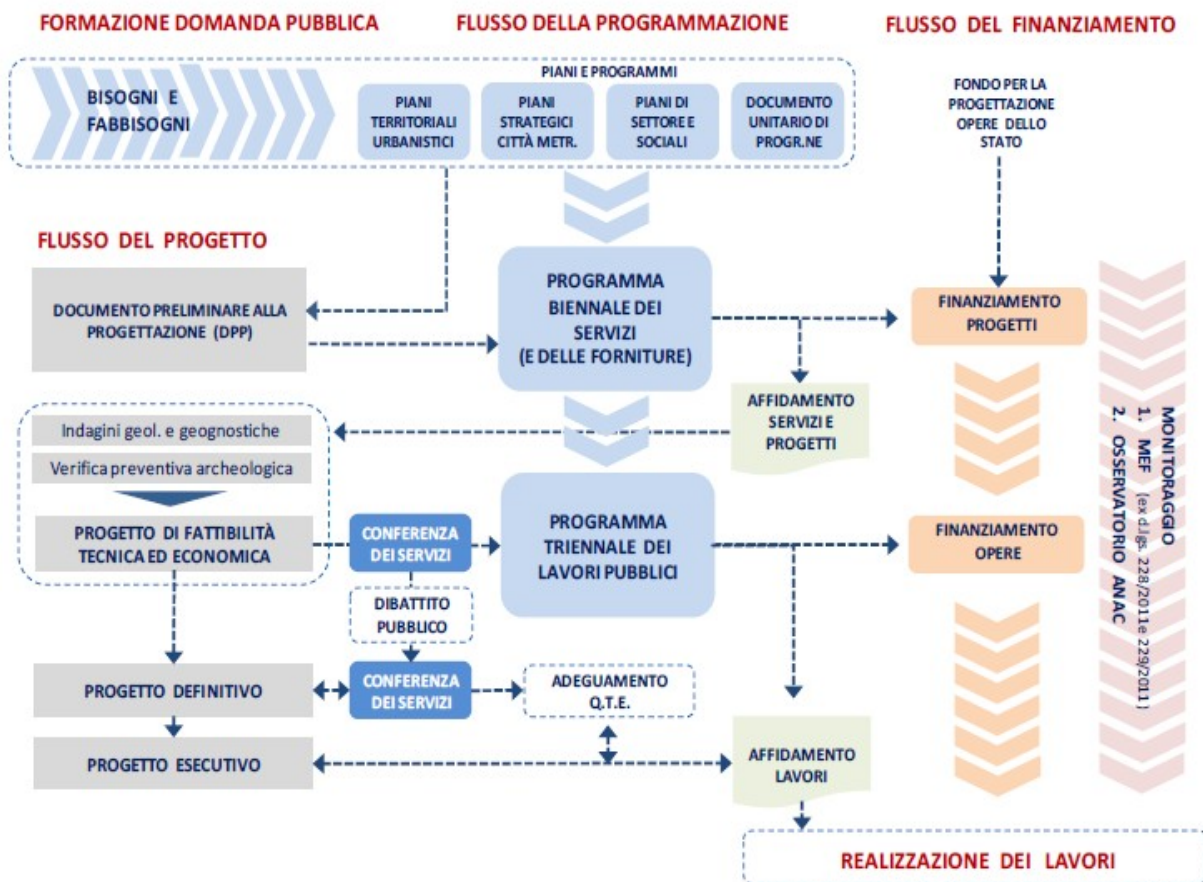 FORMAZIONE DOMANDA PUBBLICA
FLUSSO DELLA PROGRAMMAZIONE
FLUSSO DEL FINANZIAMENTO
PIANI E PROGRAMMI
BISOGNI E
FABBISOGNI
PIANI
TERRITORIALI
URBANISTICI
PIANI
STRATEGICI
CITTÀ METR.
PIANI DI
SETTORE E
SOCIALI
DOCUMENTO
UNITARIO DI
PROGR.NE
FONDO PER LA
PROGETTAZIONE
OPERE DELLO
STATO
FLUSSO DEL PROGETTO
DOCUMENTO PRELIMINARE ALLA
PROGETTAZIONE (DPP)
PROGRAMMA
BIENNALE DEI
SERVIZI
(E DELLE FORNITURE)
FINANZIAMENTO
PROGETTI
AFFIDAMENTO
SERVIZI E
PROGETTI
Indagini geol. e geognostiche
Verifica preventiva archeologica
PROGETTO DI FATTIBILITÀ
TECNICA ED ECONOMICA
CONFERENZA
DEI SERVIZI
PROGRAMMA
TRIENNALE DEI
LAVORI PUBBLICI
FINANZIAMENTO
OPERE
MONITORAGGIO
1. MEF (ex d.lgs. 228/2011e 229/2011)
2. OSSERVATORIO ANAC
DIBATTITO
PUBBLICO
PROGETTO DEFINITIVO
CONFERENZA
DEI SERVIZI
ADEGUAMENTO
Q.T.E.
PROGETTO ESECUTIVO
AFFIDAMENTO
LAVORI
REALIZZAZIONE DEI LAVORI